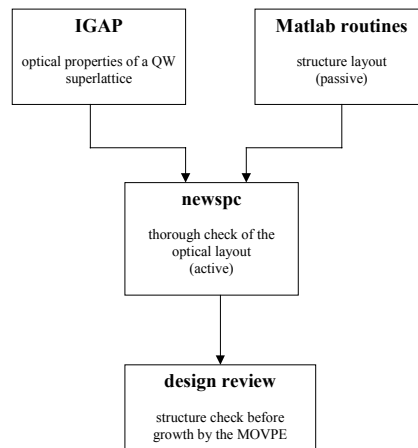 IGAP
optical properties of a QW
superlattice
Matlab routines
structure layout
(passive)
newspc
thorough check of the
optical layout
(active)
design review
structure check before
growth by the MOVPE